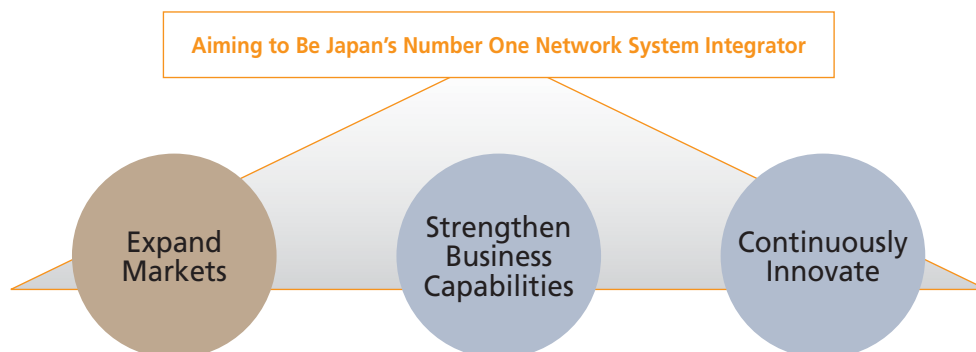 Aiming to Be Japan's Number One Network System Integrator
Expand
Markets
Strengthen
Business
Capabilities
Continuously
Innovate